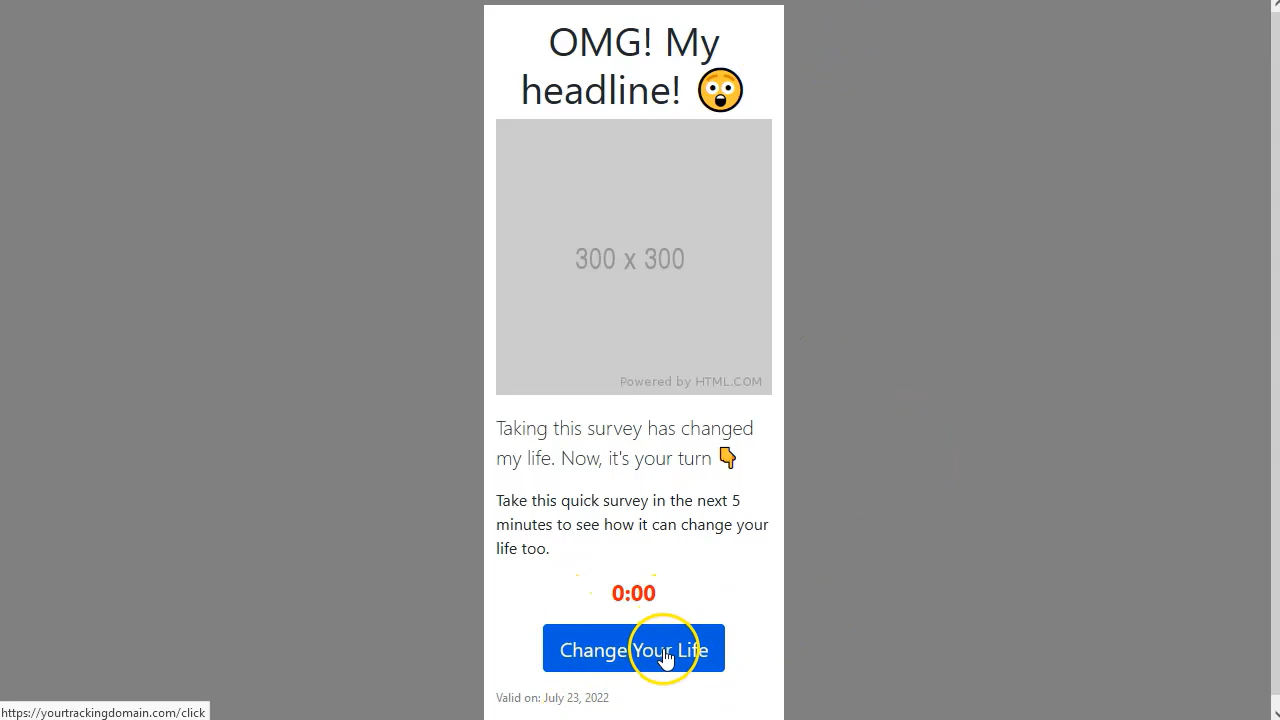 OMG! My
headline! 😲
300 x 300
Powered by HTML.COM
Taking this survey has changed
my life. Now, it's your turn 👇
Take this quick survey in the next 5
minutes to see how it can change your
life too.
0:00
Change Your Life
Valid on: July 23, 2022
https://yourtrackingdomain.com/click